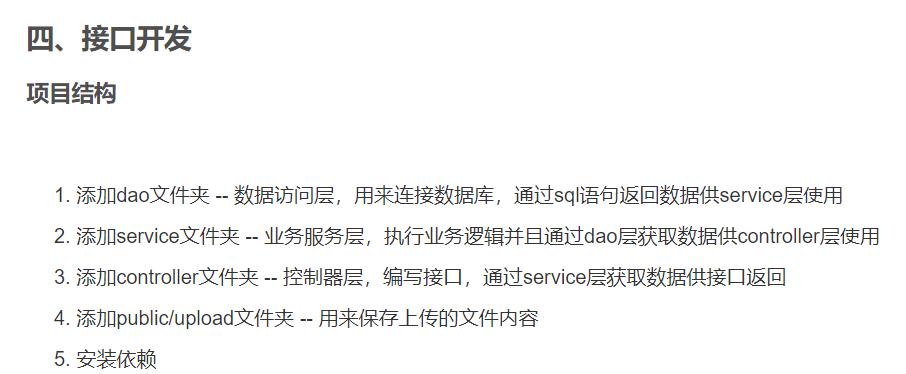 四、接口开发
项目结构
1. 添加dao文件夹 -- 数据访问层，用来连接数据库，通过sql语句返回数据供service层使用
2. 添加service文件夹 -- 业务服务层，执行业务逻辑并且通过dao层获取数据供controller层使用
3. 添加controller文件夹 -- 控制器层，编写接口，通过service层获取数据供接口返回
4. 添加public/upload文件夹 -- 用来保存上传的文件内容
5. 安装依赖